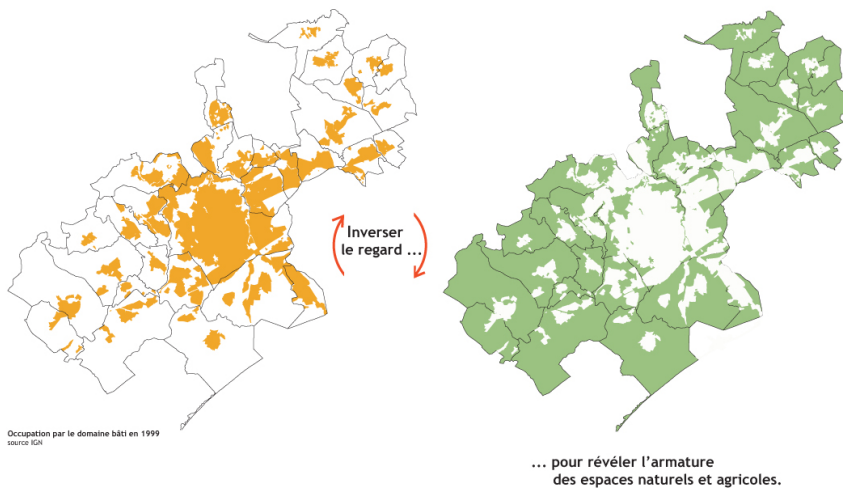 Inverser
le regard ...
Occupation par le domaine bâti en 1999
source IGN
... pour révéler l'armature
des espaces naturels et agricoles.